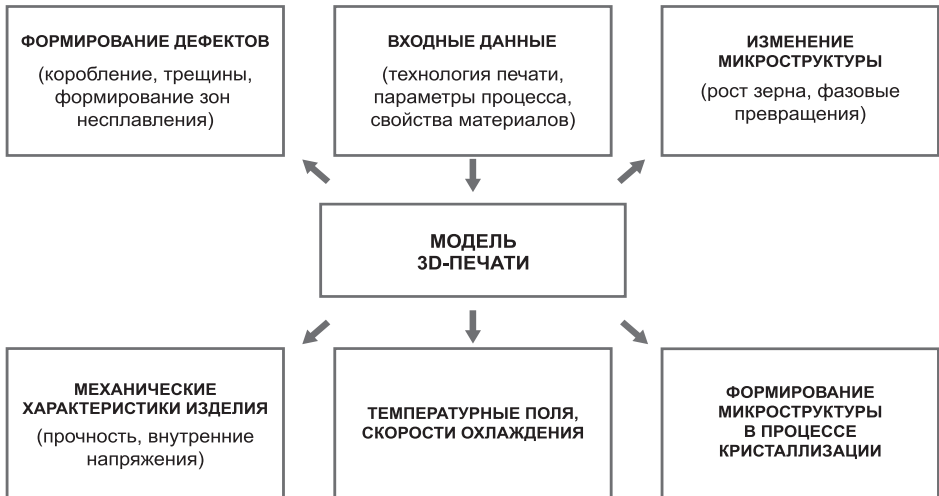 ФОРМИРОВАНИЕ ДЕФЕКТОВ
(коробление, трещины,
формирование зон
несплавления)
ВХОДНЫЕ ДАННЫЕ
(технология печати,
параметры процесса,
свойства материалов)
ИЗМЕНЕНИЕ
МИКРОСТРУКТУРЫ
(рост зерна, фазовые
превращения)
МОДЕЛЬ
3D-ПЕЧАТИ
МЕХАНИЧЕСКИЕ
ХАРАКТЕРИСТИКИ ИЗДЕЛИЯ
(прочность, внутренние
напряжения)
ТЕМПЕРАТУРНЫЕ ПОЛЯ,
СКОРОСТИ ОХЛАЖДЕНИЯ
ФОРМИРОВАНИЕ
МИКРОСТРУКТУРЫ
В ПРОЦЕССЕ
КРИСТАЛЛИЗАЦИИ